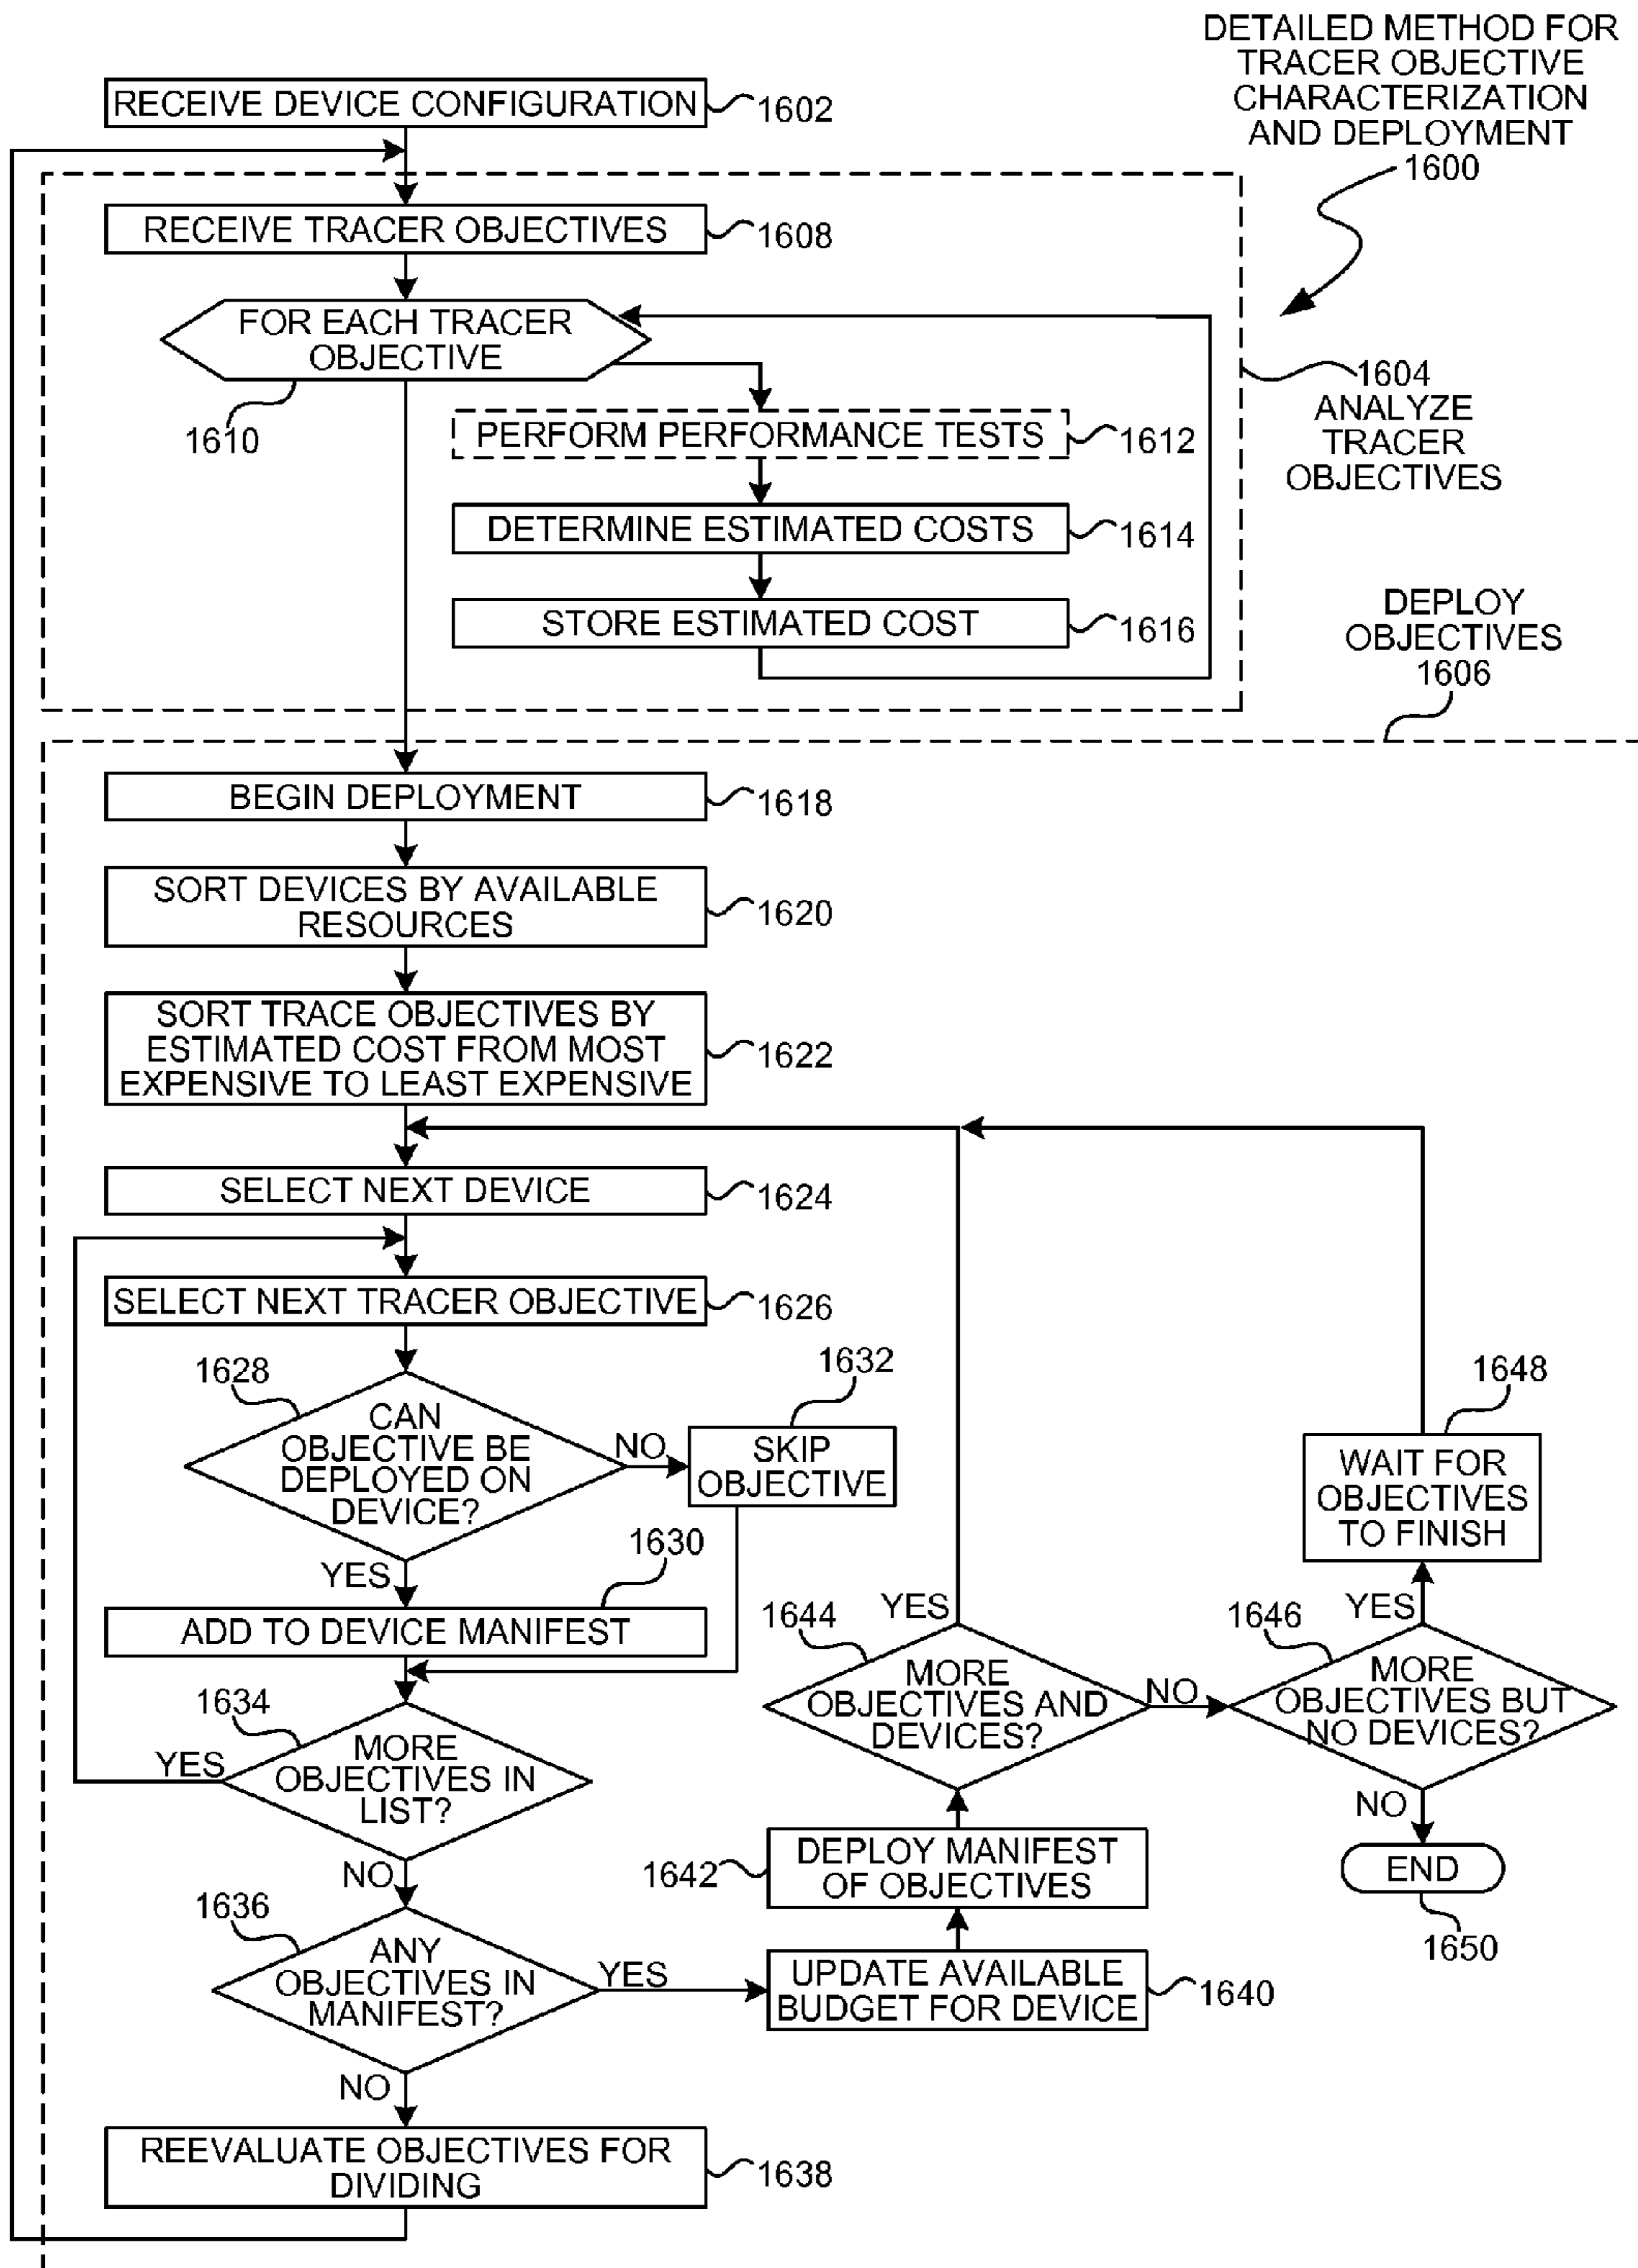 DETAILED METHOD FOR
TRACER OBJECTIVE
CHARACTERIZATION
AND DEPLOYMENT
1600
RECEIVE DEVICE CONFIGURATION
1602
RECEIVE TRACER OBJECTIVES
1608
FOR EACH TRACER
OBJECTIVE
1610
1604
ANALYZE
TRACER
OBJECTIVES
PERFORM PERFORMANCE TESTS
1612
DETERMINE ESTIMATED COSTS
1614
STORE ESTIMATED COST
1616
DEPLOY
OBJECTIVES
1606
BEGIN DEPLOYMENT
1618
SORT DEVICES BY AVAILABLE
RESOURCES
1620
SORT TRACE OBJECTIVES BY
ESTIMATED COST FROM MOST
EXPENSIVE TO LEAST EXPENSIVE
1622
SELECT NEXT DEVICE
1624
SELECT NEXT TRACER OBJECTIVE
1626
1628
CAN
OBJECTIVE BE
DEPLOYED ON
DEVICE?
NO
1632
SKIP
OBJECTIVE
YES
1630
ADD TO DEVICE MANIFEST
1634
MORE
OBJECTIVES IN
LIST?
YES
NO
1636
ANY
OBJECTIVES IN
MANIFEST?
YES
NO
REEVALUATE OBJECTIVES FOR
DIVIDING
1638
UPDATE AVAILABLE
BUDGET FOR DEVICE
1640
DEPLOY MANIFEST
OF OBJECTIVES
1642
1644
MORE
OBJECTIVES AND
DEVICES?
YES
NO
1646
MORE
OBJECTIVES BUT
NO DEVICES?
YES
1648
WAIT FOR
OBJECTIVES
TO FINISH
NO
END
1650